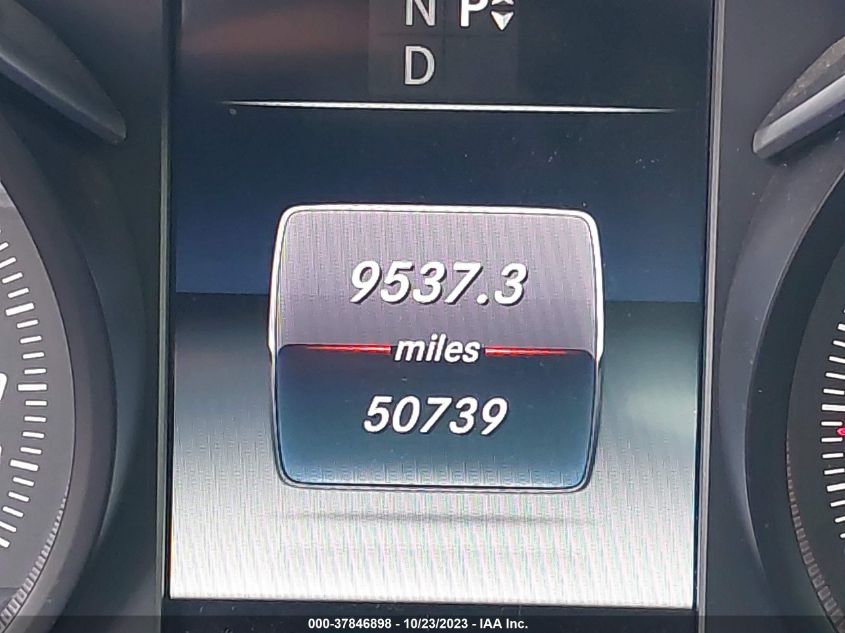 N P
D
9537.3
miles
50739
000-37846898 - 10/23/2023 - IAA Inc.